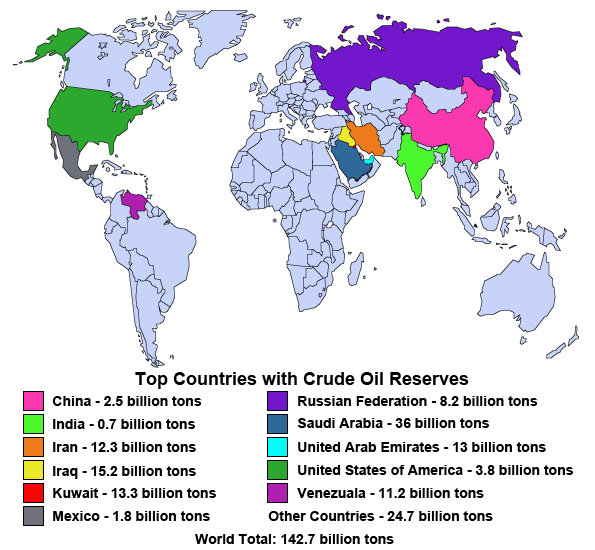 Top Countries with Crude Oil Reserves
China - 2.5 billion tons
India - 0.7 billion tons
Iran - 12.3 billion tons
Iraq - 15.2 billion tons
Kuwait - 13.3 billion tons
Mexico - 1.8 billion tons
Russian Federation - 8.2 billion tons
Saudi Arabia - 36 billion tons
United Arab Emirates - 13 billion tons
United States of America - 3.8 billion tons
Venezuala - 11.2 billion tons
Other Countries - 24.7 billion tons
World Total: 142.7 billion tons